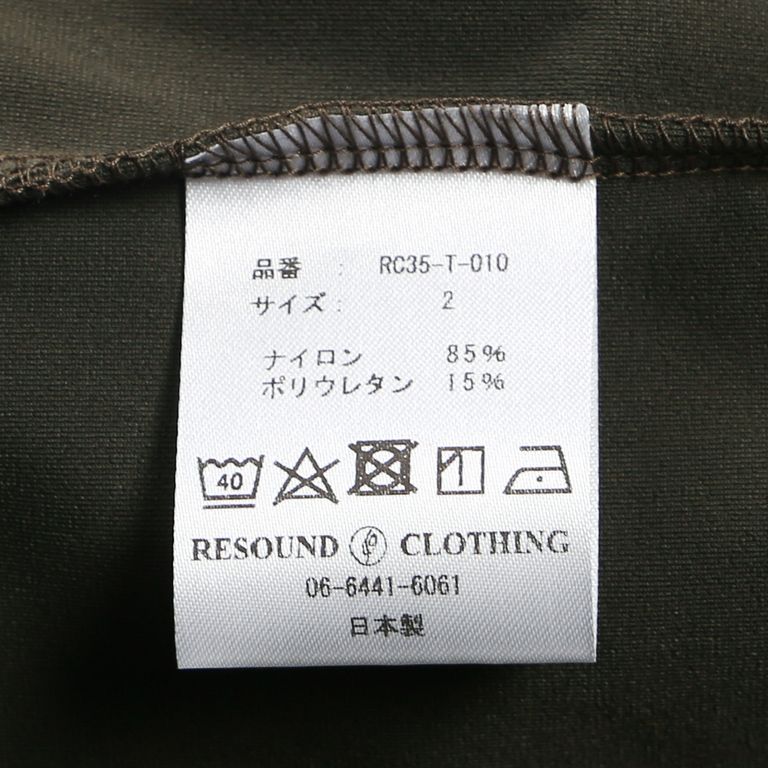 品番 : RC35-T-010
サイズ: 2
ナイロン 85%
ポリウレタン 15%
40
RESOUND CLOTHING
06-6441-6061
日本製